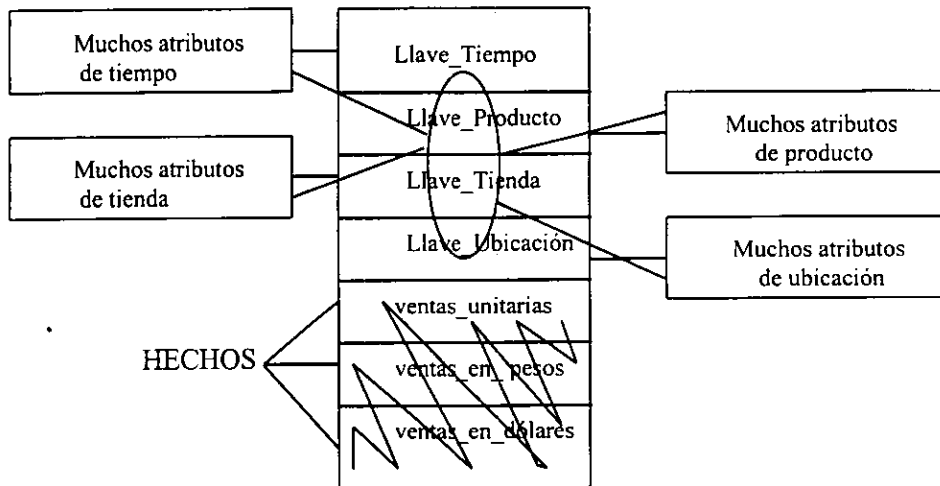 Muchos atributos
de tiempo
Muchos atributos
de tienda
HECHOS
Llave_Tiempo
Llave_Producto
Llave_Tienda
Llave_Ubicación
ventas_unitarias
ventas_en_pesos
ventas_en_dólares
Muchos atributos
de producto
Muchos atributos
de ubicación